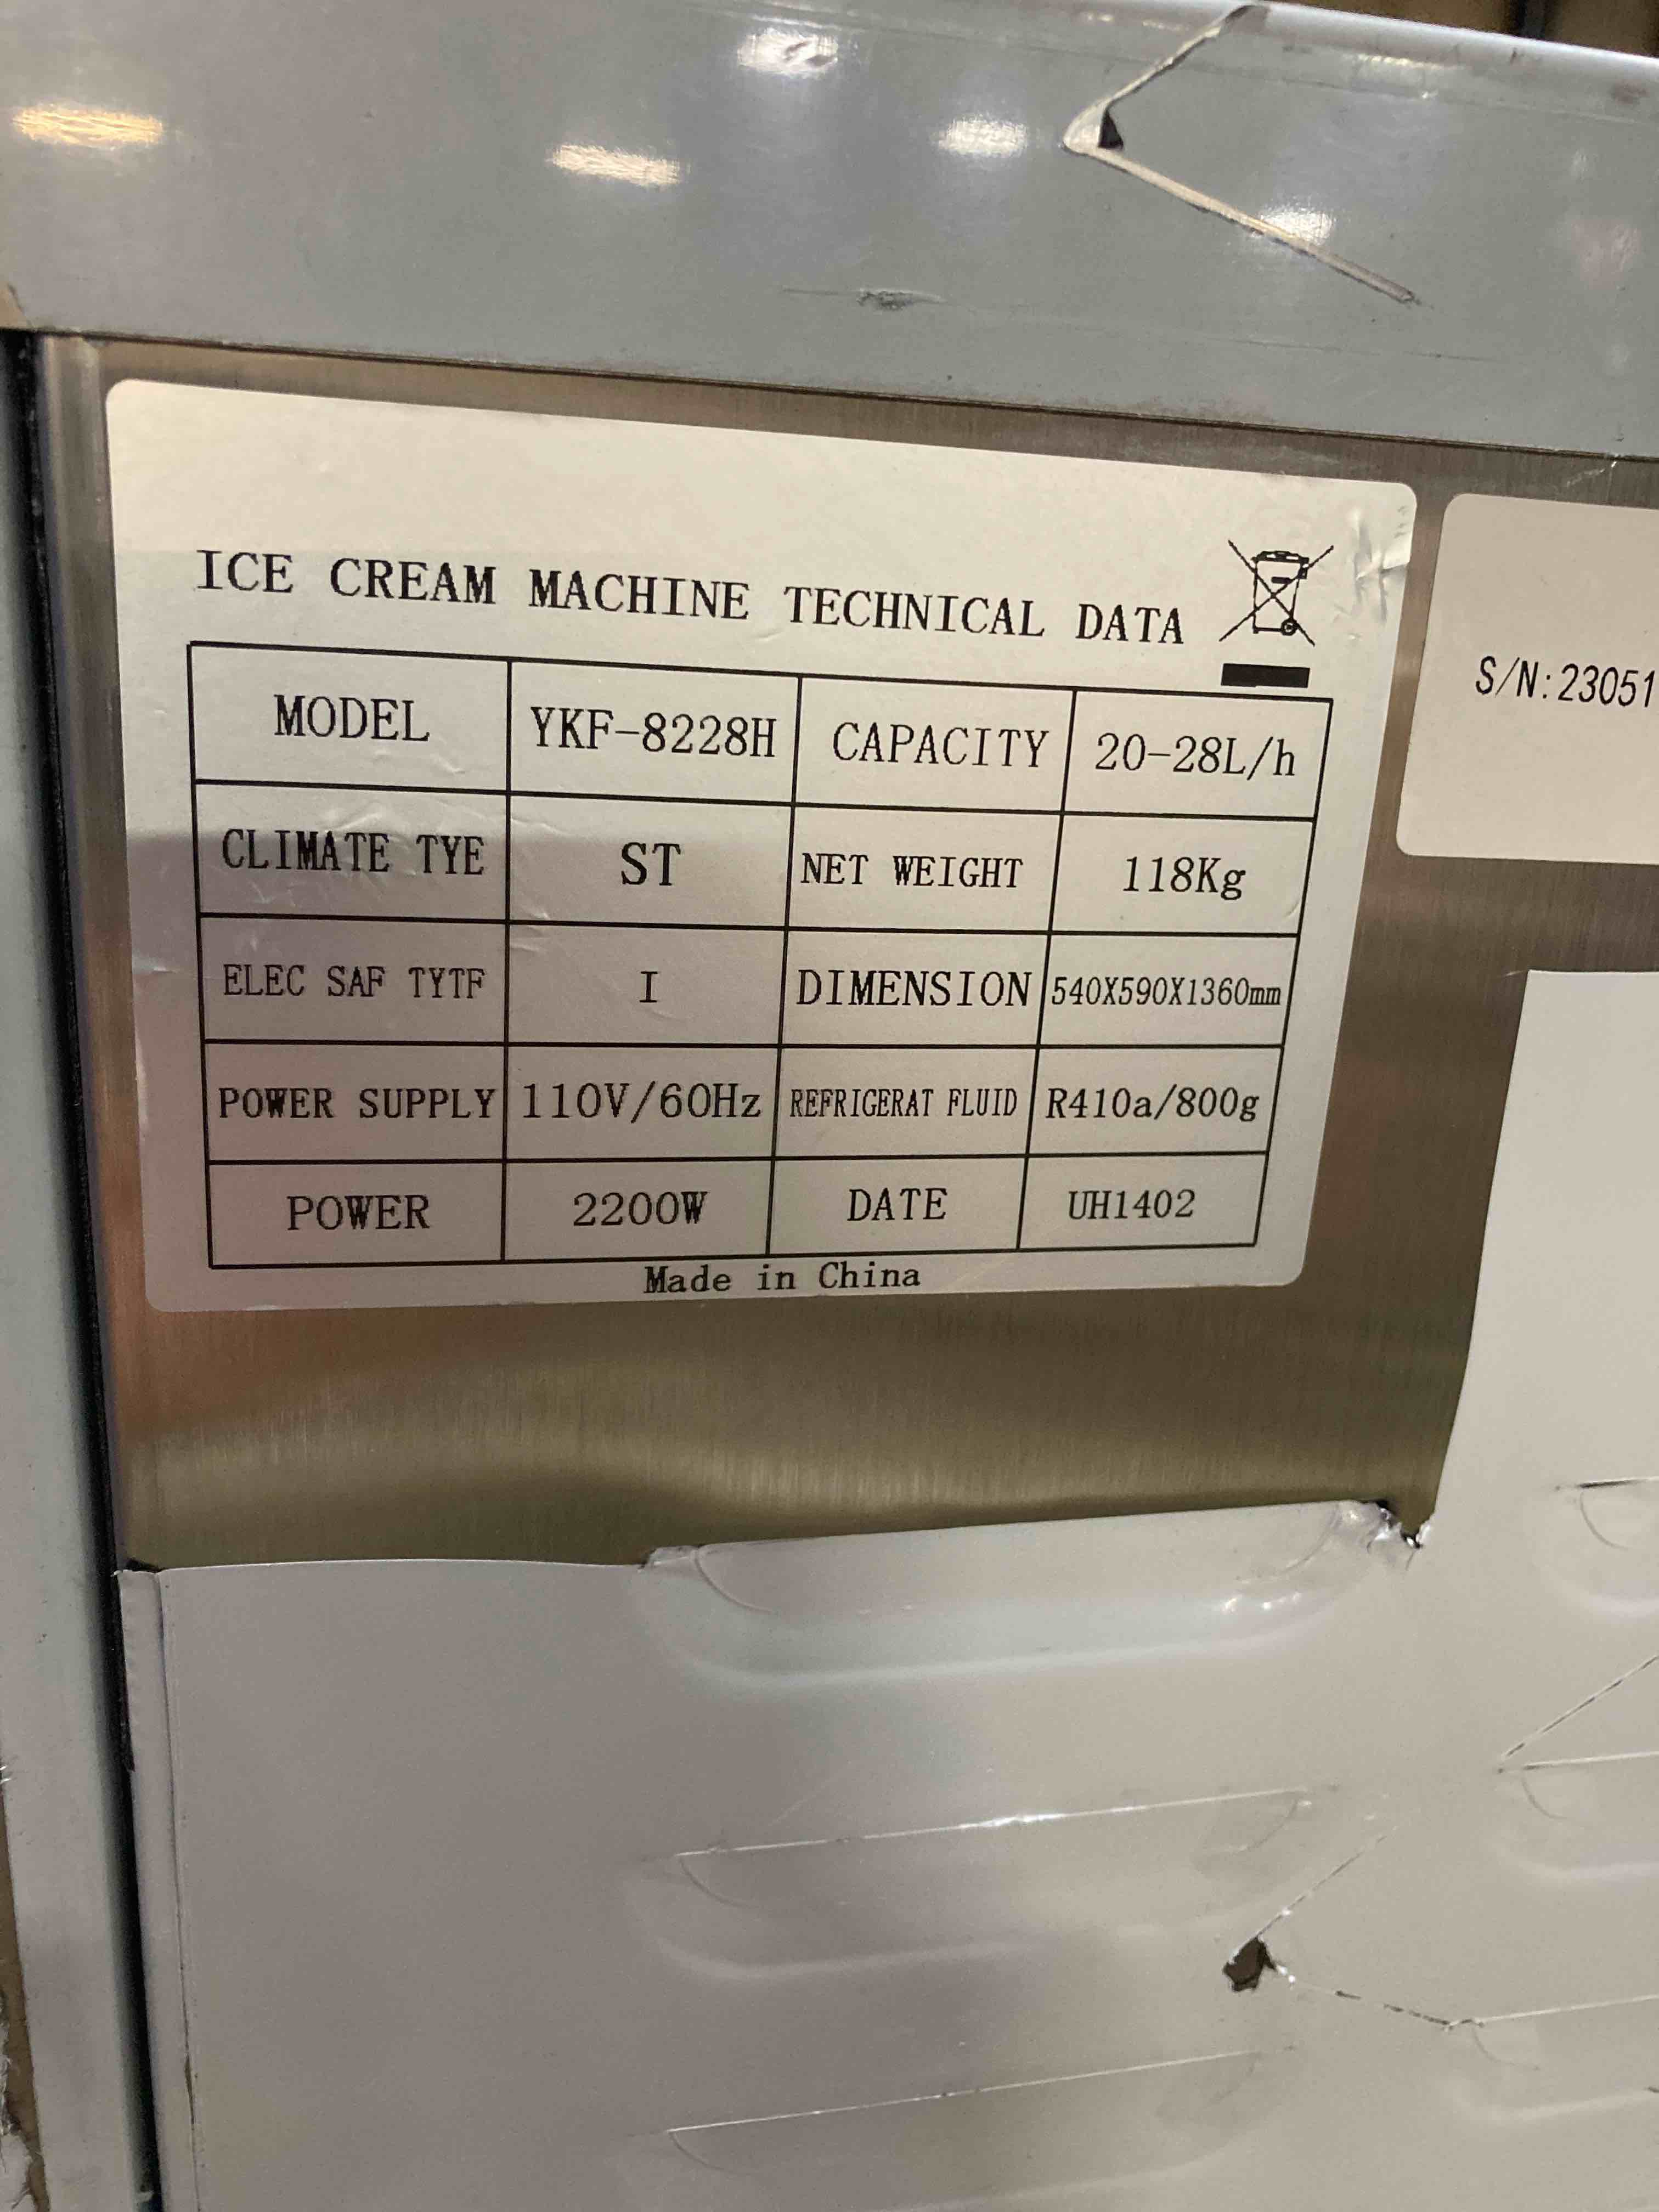 ICE CREAM MACHINE TECHNICAL DATA
MODEL YKF-8228H CAPACITY 20-28L/h
CLIMATE TYE ST NET WEIGHT 118Kg
ELEC SAF TYTF I DIMENSION 540X590X1360mm
POWER SUPPLY 110V/60Hz REFRIGERAT FLUID R410a/800g
POWER 2200W DATE UH1402
Made in China
S/N:23051